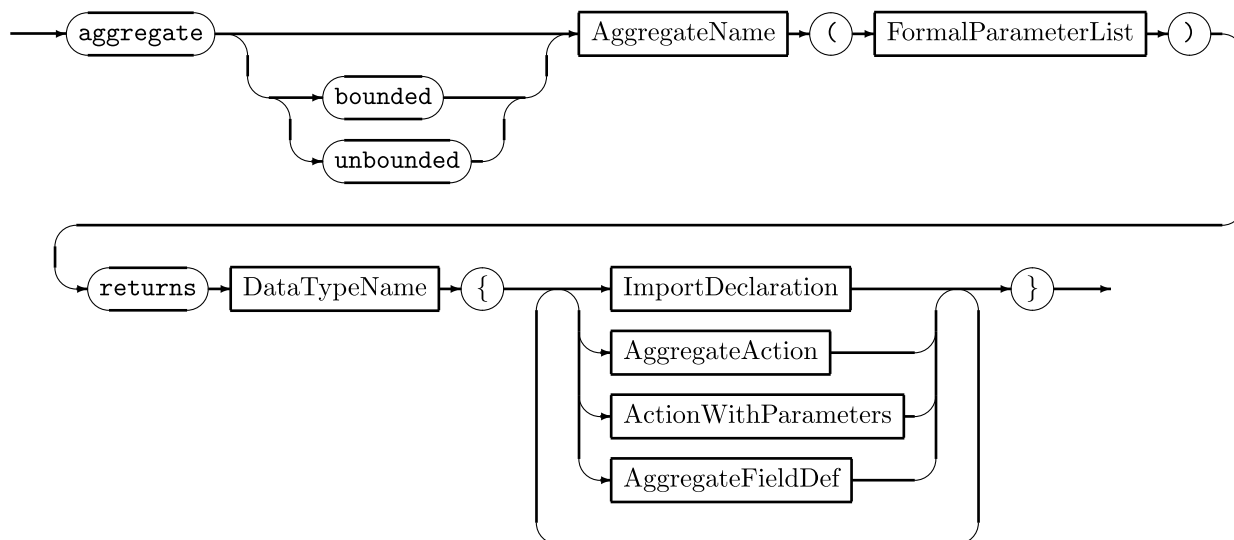 aggregate AggregateName ( FormalParameterList )
bounded
unbounded
returns DataTypeName { ImportDeclaration }
AggregateAction
ActionWithParameters
AggregateFieldDef